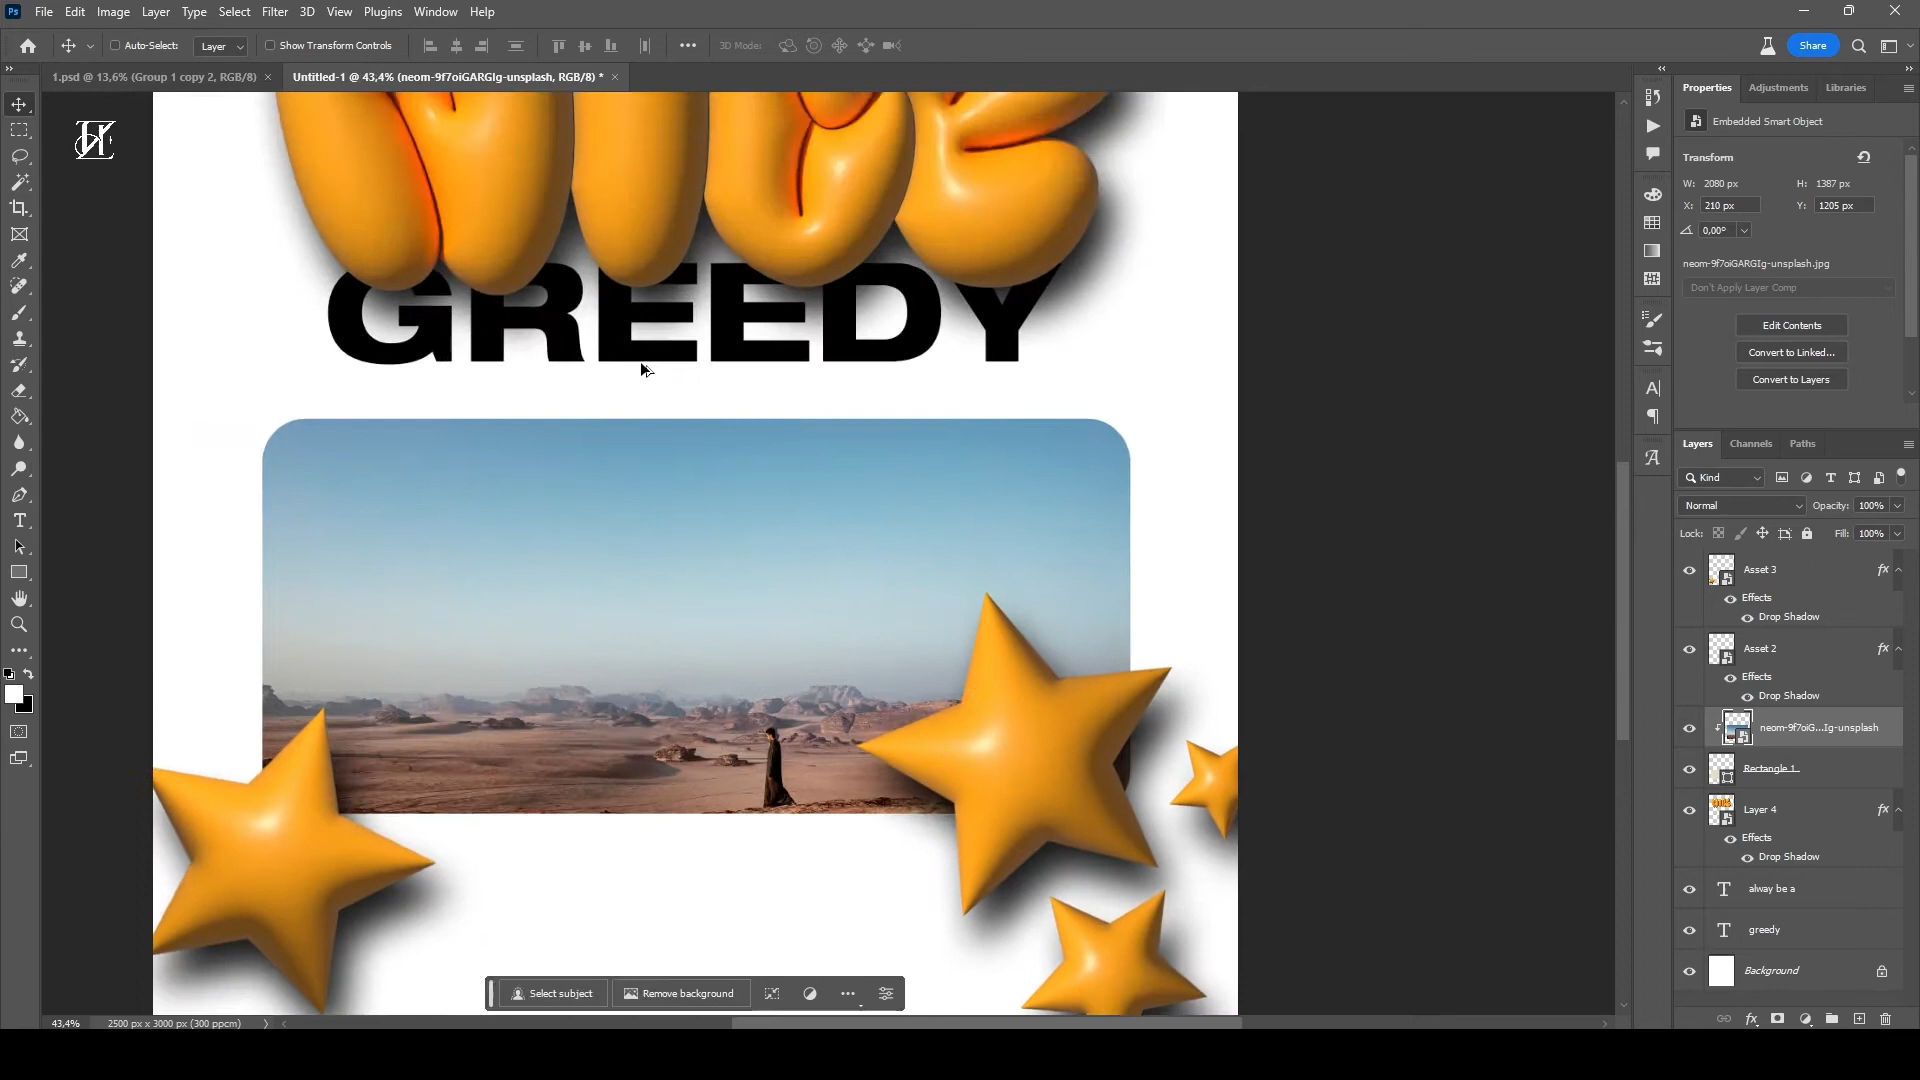 Ps File Edit Image Layer Type Select Filter 3D View Plugins Window Help
Auto-Select: Layer Show Transform Controls 3D Mode: Share
1.psd @ 13,6% (Group 1 copy 2, RGB/8) Untitled-1 @ 43,4% (neom-9f7oiGARGIg-unsplash, RGB/8) *
Properties Adjustments Libraries
Embedded Smart Object
Transform
W: 2080 px H: 1387 px
X: 210 px Y: 1205 px
0,00°
neom-9f7oiGARGIg-unsplash.jpg
Don't Apply Layer Comp
Edit Contents
Convert to Linked...
Convert to Layers
GREEDY
Layers Channels Paths
Kind
Normal Opacity: 100%
Lock: Fill: 100%
Asset 3 fx
Effects
Drop Shadow
Asset 2 fx
Effects
Drop Shadow
neom-9f7oiG...Ig-unsplash
Rectangle 1
Layer 4 fx
Effects
Drop Shadow
alway be a
greedy
Background
Select subject Remove background
43,4% 2500 px x 3000 px (300 ppcm)